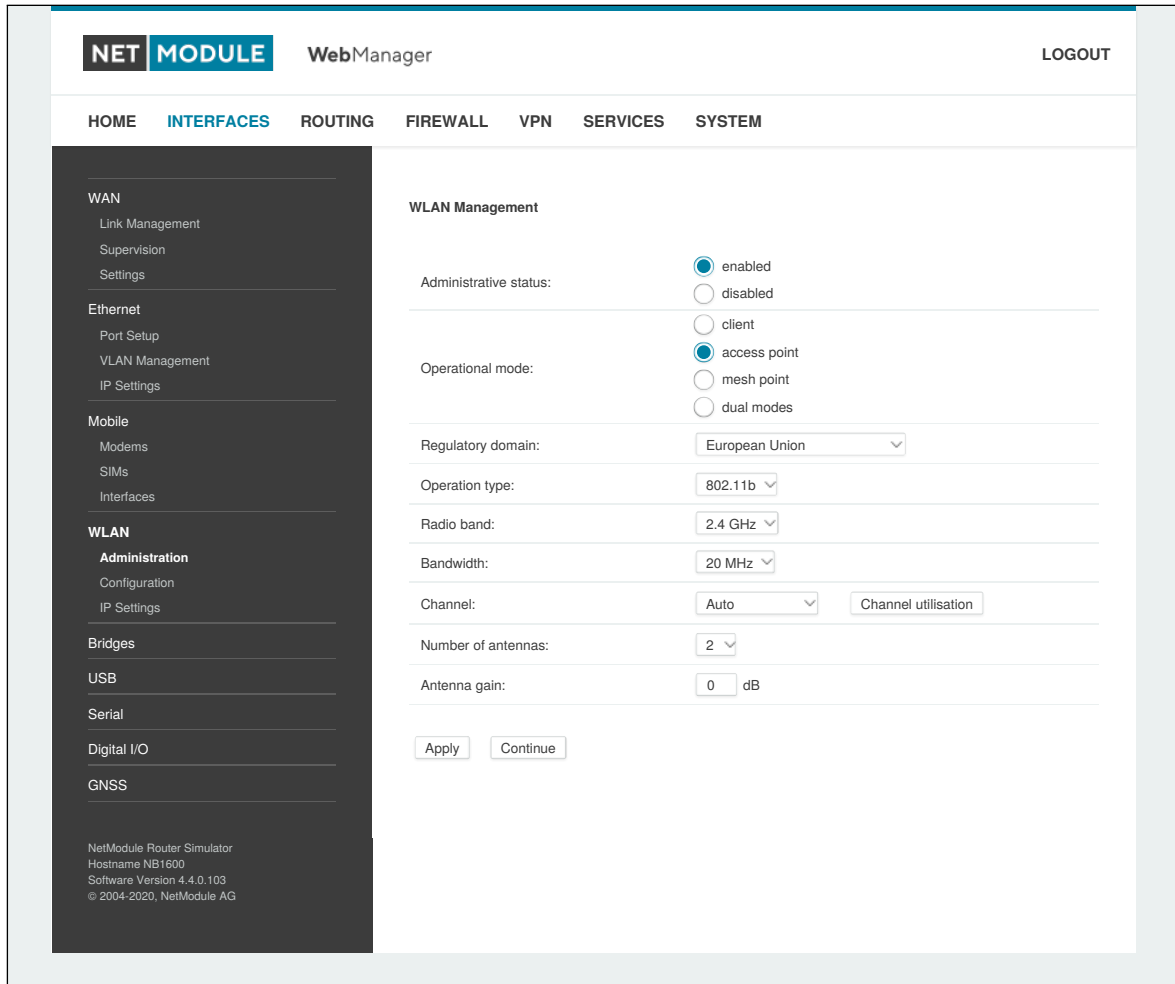 NET MODULE WebManager LOGOUT
HOME INTERFACES ROUTING FIREWALL VPN SERVICES SYSTEM
WAN
Link Management
Supervision
Settings
Ethernet
Port Setup
VLAN Management
IP Settings
Mobile
Modems
SIMs
Interfaces
WLAN
Administration
Configuration
IP Settings
Bridges
USB
Serial
Digital I/O
GNSS
NetModule Router Simulator
Hostname NB1600
Software Version 4.4.0.103
© 2004-2020, NetModule AG
WLAN Management
Administrative status:
enabled
disabled
Operational mode:
client
access point
mesh point
dual modes
Regulatory domain: European Union
Operation type: 802.11b
Radio band: 2.4 GHz
Bandwidth: 20 MHz
Channel: Auto Channel utilisation
Number of antennas: 2
Antenna gain: 0 dB
Apply Continue